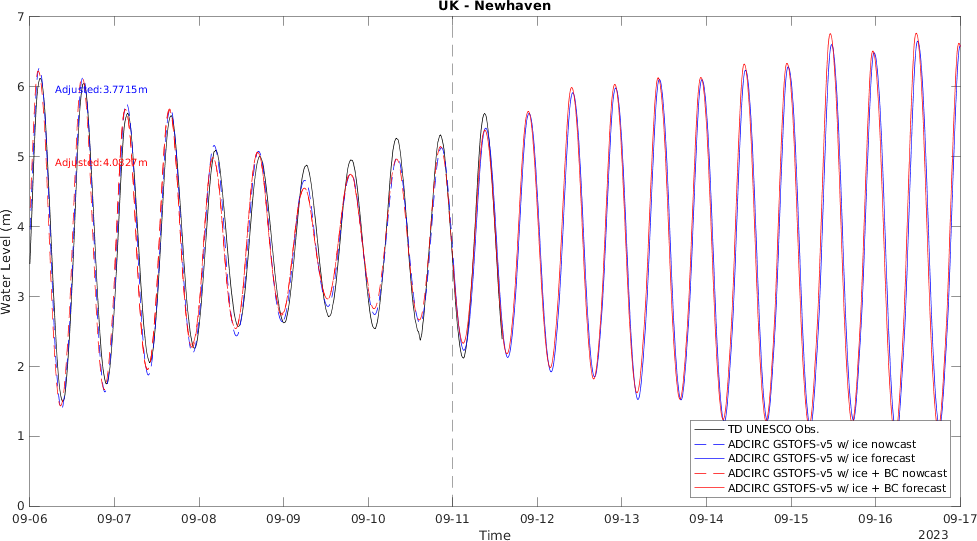 UK - Newhaven
7
6
5
4
3
2
1
0
Water Level (m)
Adjusted:3.7715m
Adjusted:4.0827m
TD UNESCO Obs.
ADCIRC GSTOFS-v5 w/ ice nowcast
ADCIRC GSTOFS-v5 w/ ice forecast
ADCIRC GSTOFS-v5 w/ ice + BC nowcast
ADCIRC GSTOFS-v5 w/ ice + BC forecast
09-06 09-07 09-08 09-09 09-10 09-11 09-12 09-13 09-14 09-15 09-16 09-17
Time
2023